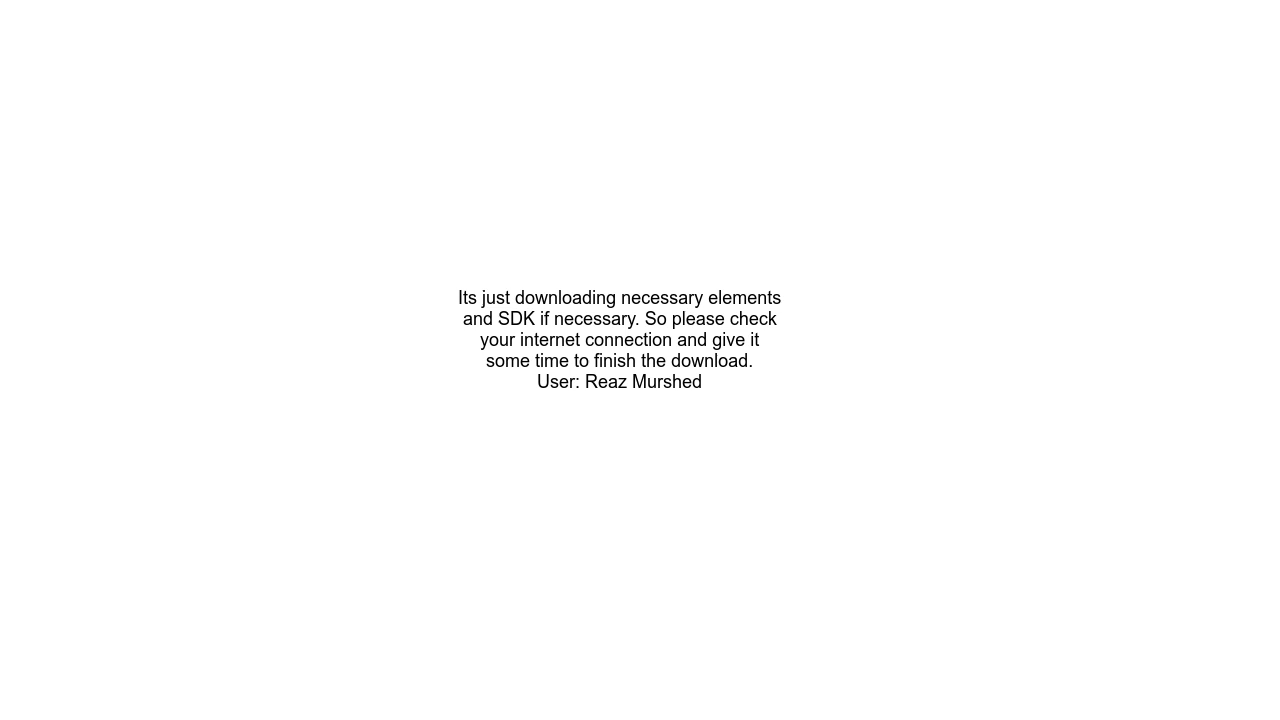 Its just downloading necessary elements
and SDK if necessary. So please check
your internet connection and give it
some time to finish the download.
User: Reaz Murshed